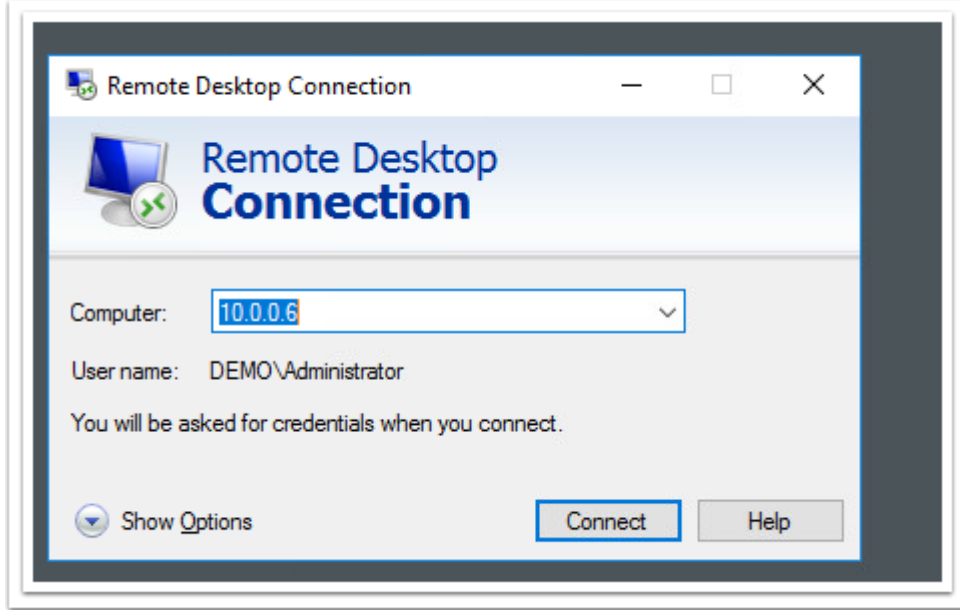 Remote Desktop Connection
Remote Desktop
Connection
Computer: 10.0.0.6
User name: DEMO\Administrator
You will be asked for credentials when you connect.
Show Options Connect Help